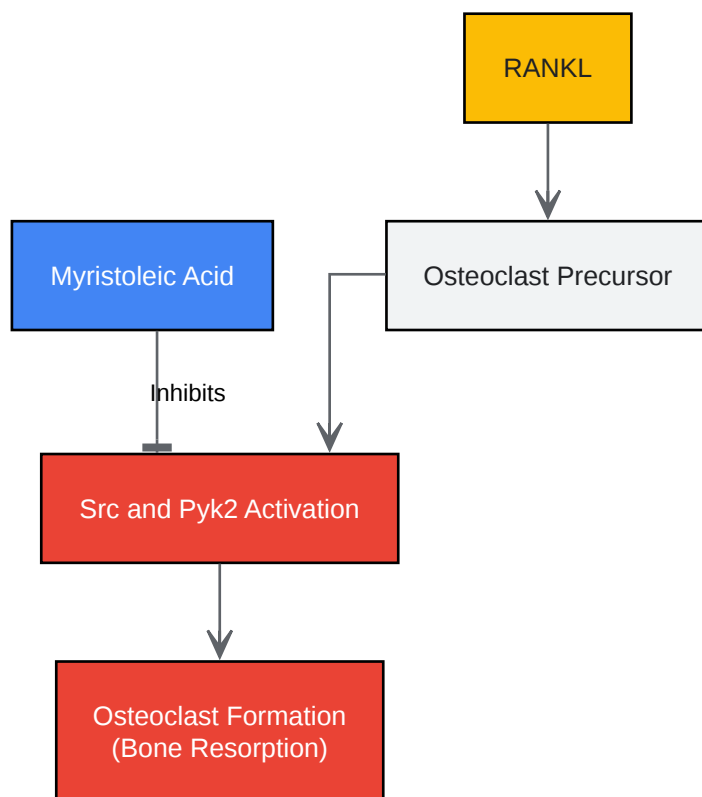 RANKL
Myristoleic Acid
Osteoclast Precursor
Inhibits
Src and Pyk2 Activation
Osteoclast Formation
(Bone Resorption)